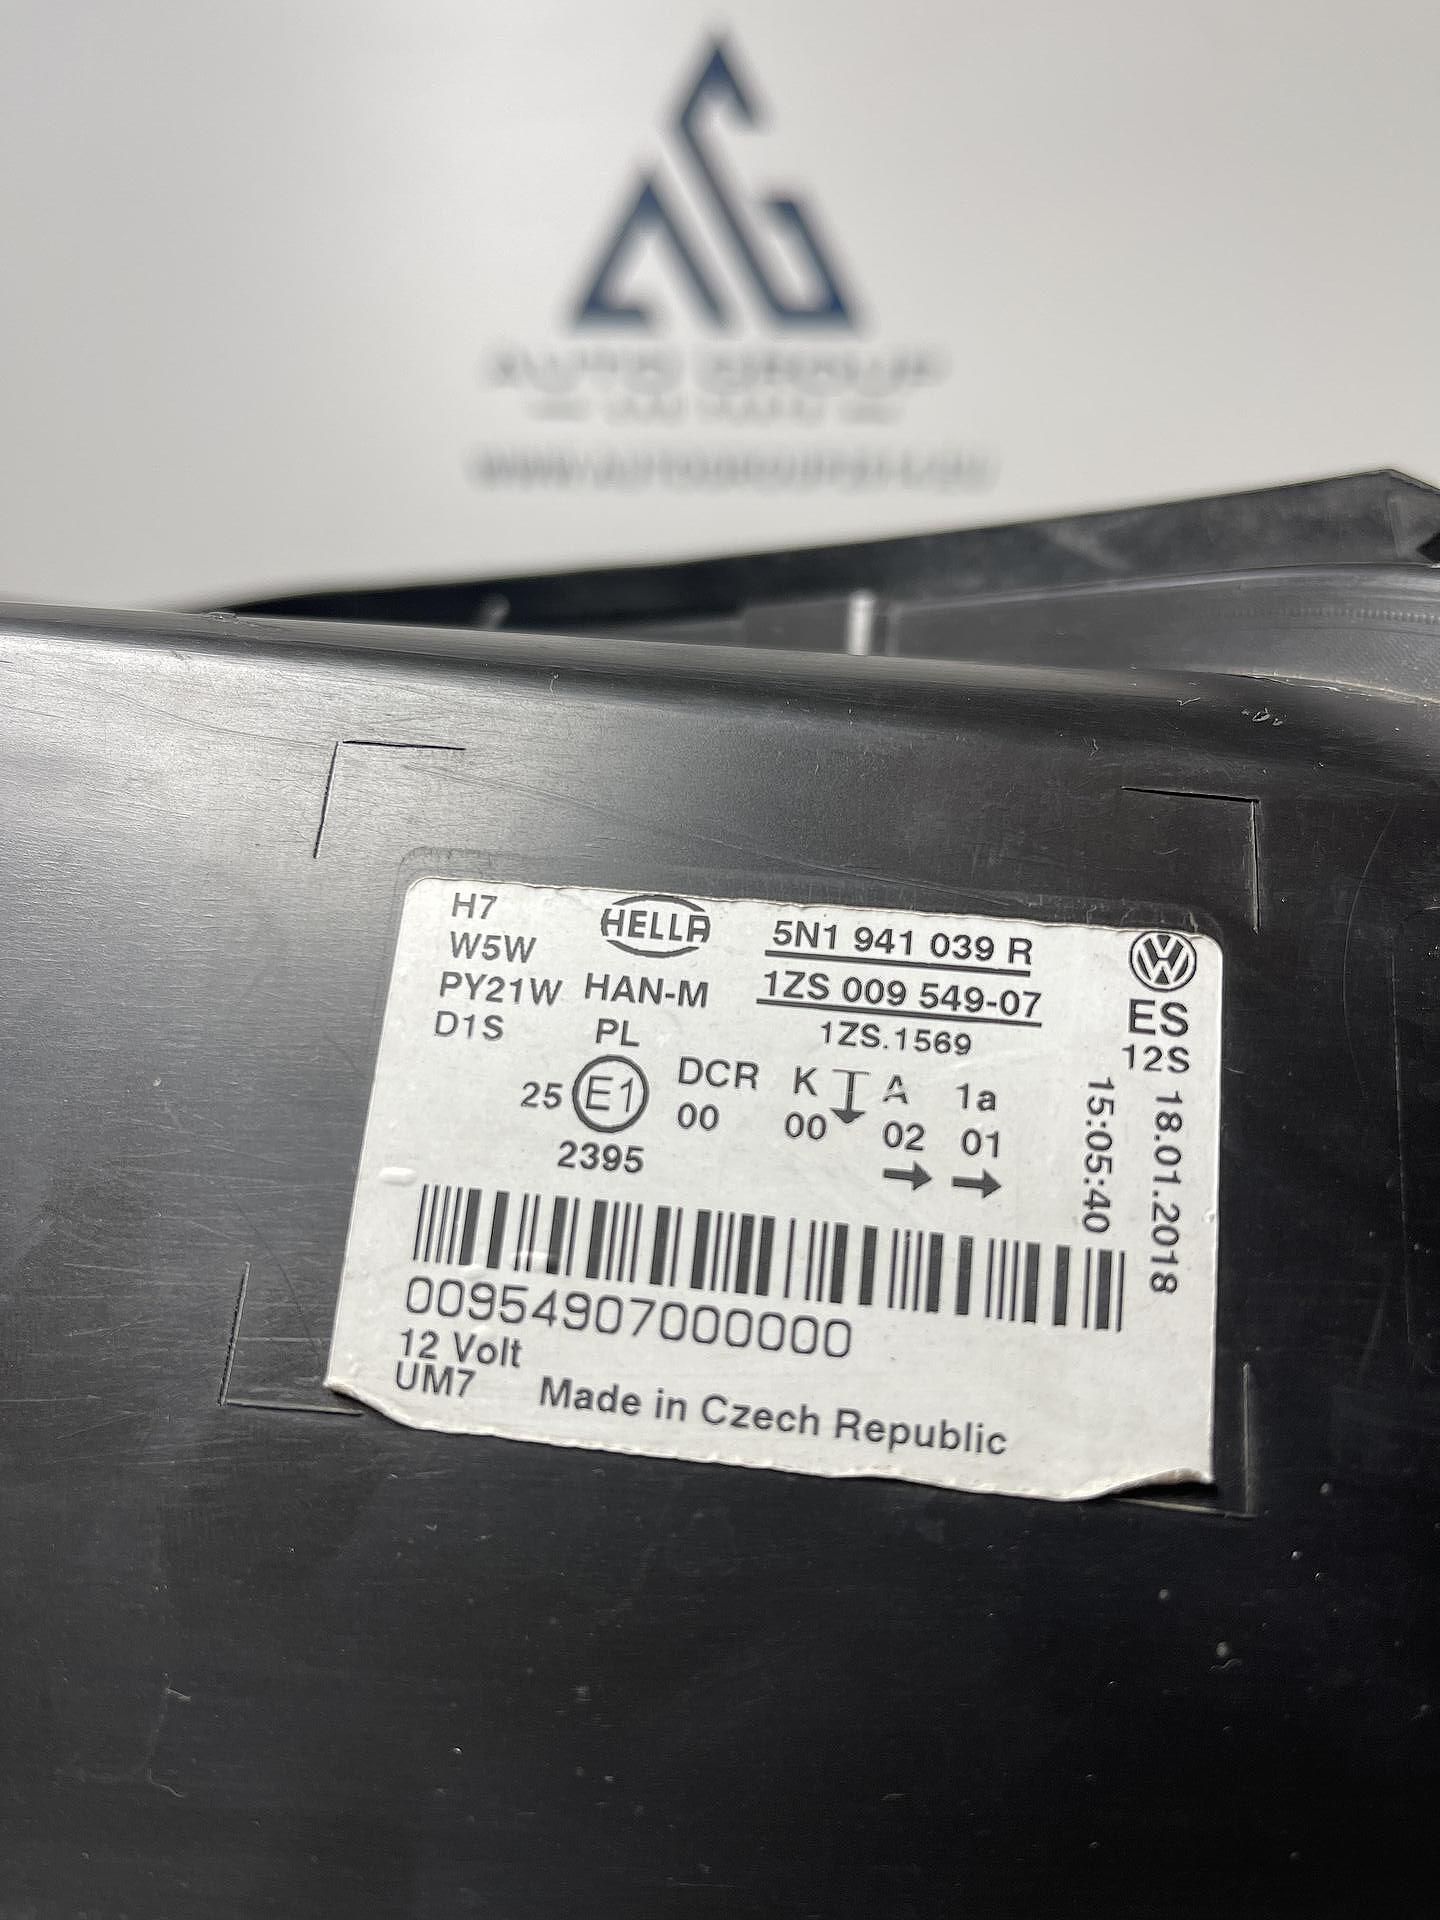 AUTO GROUP
H7
W5W
PY21W
D1S
HELLA
HAN-M
PL
5N1 941 039 R
1ZS 009 549-07
1ZS.1569
ES
12S
25 E1
2395
DCR K A 1a
00 00 02 01
15:05:40
18.01.2018
00954907000000
12 Volt
UM7 Made in Czech Republic